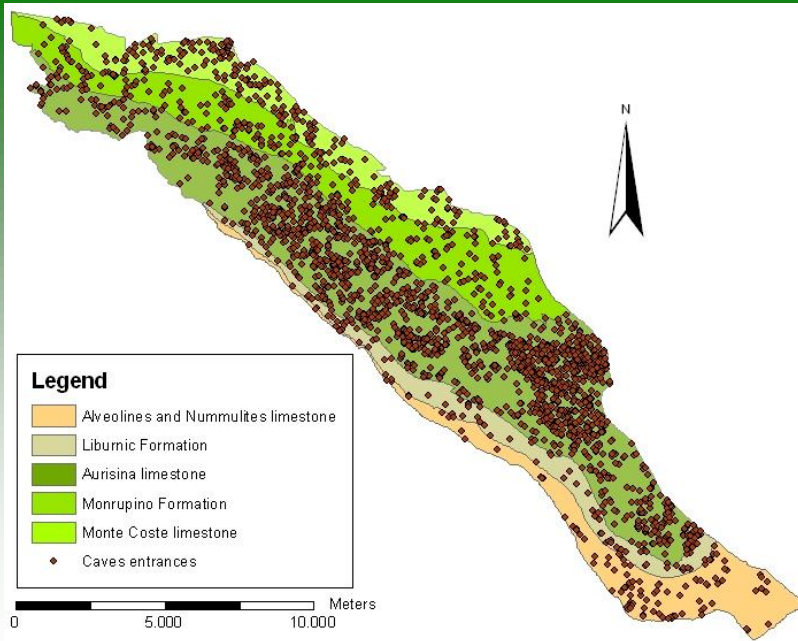 N
Legend
Alveolines and Nummulites limestone
Liburnic Formation
Aurisina limestone
Monrupino Formation
Monte Coste limestone
Caves entrances
Meters
0 5.000 10.000